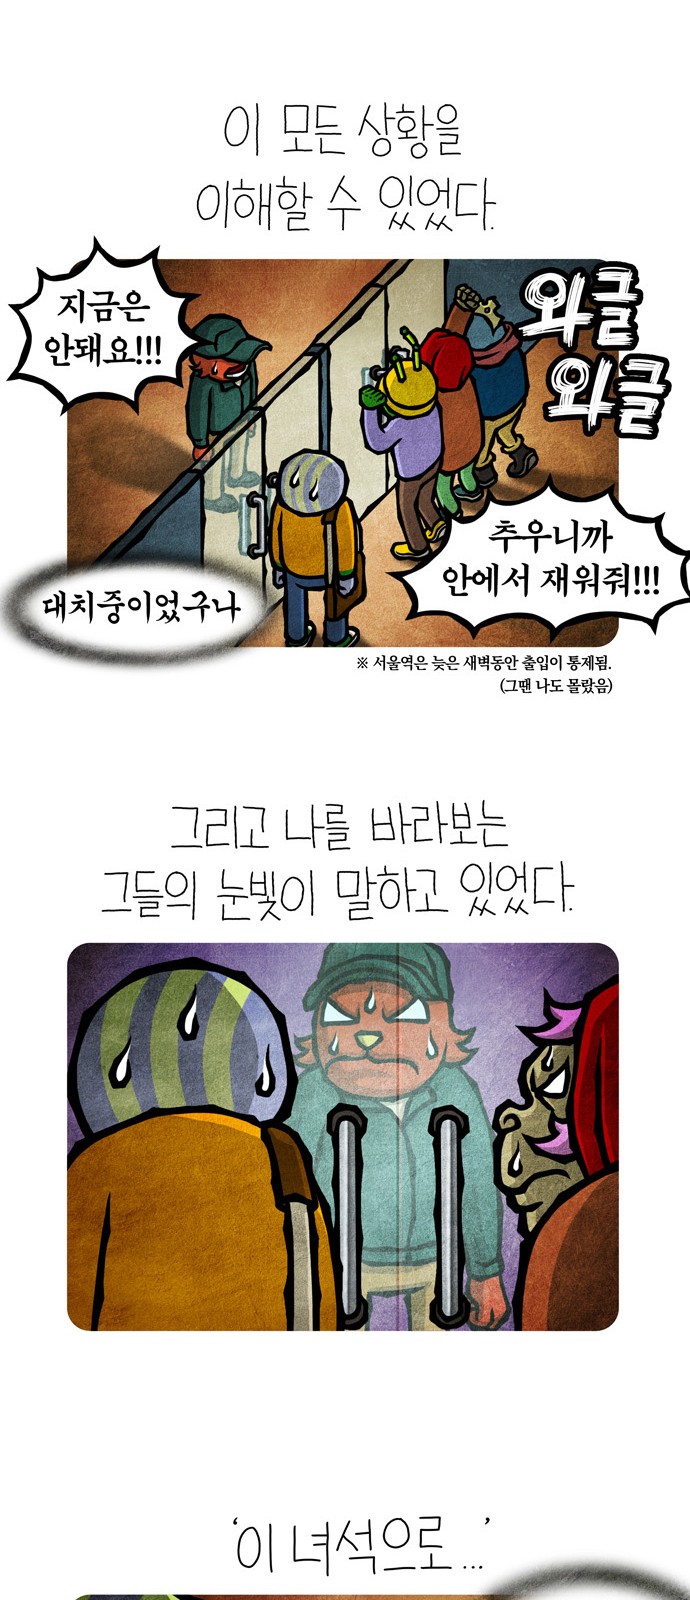 이 모든 상황을
이해할 수 있었다.
지금은
안돼요!!!
와글
와글
추우니까
안에서 재워줘!!!
대치중이었구나
※ 서울역은 늦은 새벽동안 출입이 통제됨.
(그땐 나도 몰랐음)
그리고 나를 바라보는
그들의 눈빛이 말하고 있었다.
‘이 녀석으로...’